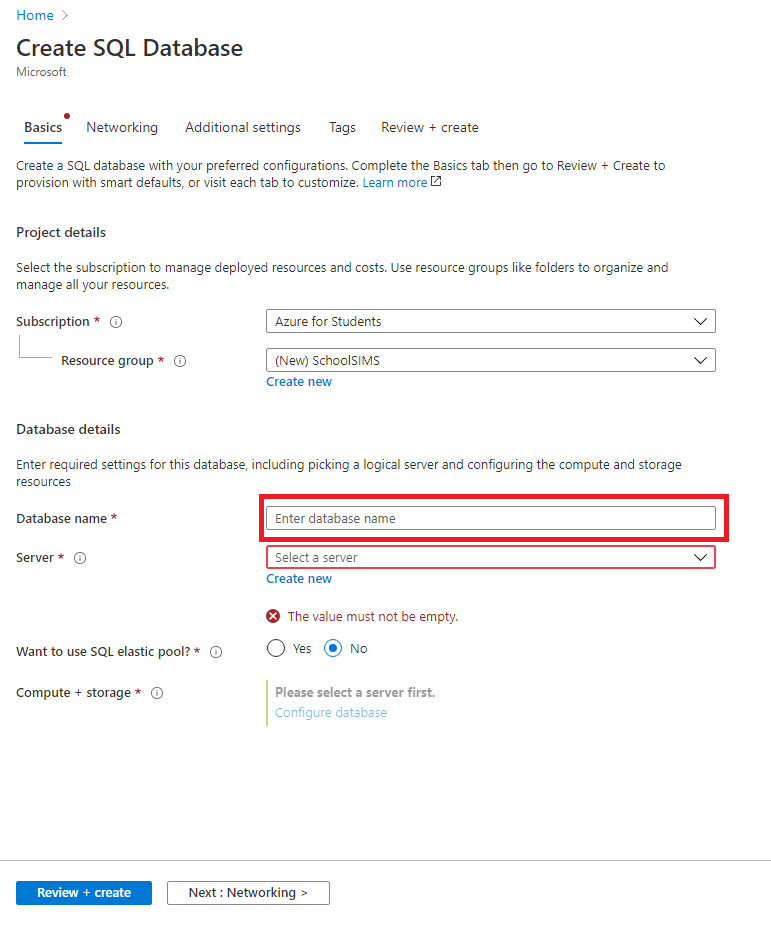 Home >
Create SQL Database
Microsoft
Basics Networking Additional settings Tags Review + create
Create a SQL database with your preferred configurations. Complete the Basics tab then go to Review + Create to
provision with smart defaults, or visit each tab to customize. Learn more
Project details
Select the subscription to manage deployed resources and costs. Use resource groups like folders to organize and
manage all your resources.
Subscription * Azure for Students
Resource group * (New) SchoolSIMS
Create new
Database details
Enter required settings for this database, including picking a logical server and configuring the compute and storage
resources
Database name * Enter database name
Server * Select a server
Create new
The value must not be empty.
Want to use SQL elastic pool? * Yes No
Compute + storage * Please select a server first.
Configure database
Review + create Next : Networking >